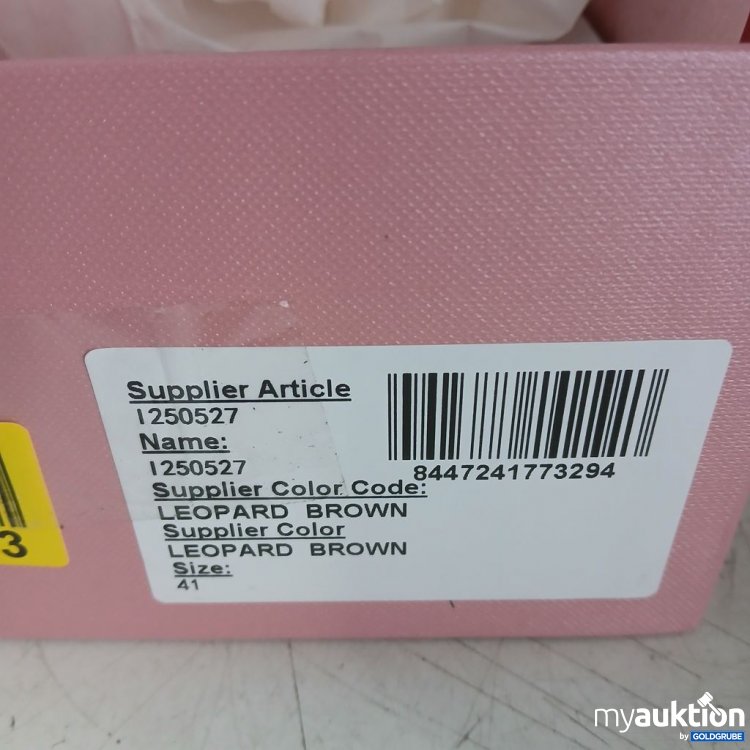 Supplier Article
I250527
Name:
I250527
Supplier Color Code:
LEOPARD BROWN
Supplier Color
LEOPARD BROWN
Size:
41
8447241773294
3
myauktion
by GOLDGRUBE